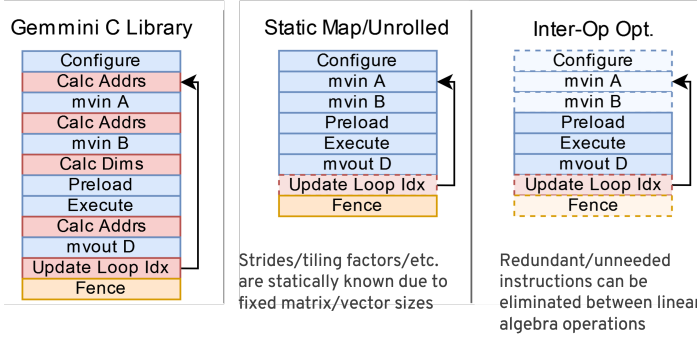 Gemmini C Library
Configure
Calc Addrs
mvin A
Calc Addrs
mvin B
Calc Dims
Preload
Execute
Calc Addrs
mvout D
Update Loop Idx
Fence
Static Map/Unrolled
Configure
mvin A
mvin B
Preload
Execute
mvout D
Update Loop Idx
Fence
Strides/tiling factors/etc.
are statically known due to
fixed matrix/vector sizes
Inter-Op Opt.
Configure
mvin A
mvin B
Preload
Execute
mvout D
Update Loop Idx
Fence
Redundant/unneeded
instructions can be
eliminated between linear
algebra operations